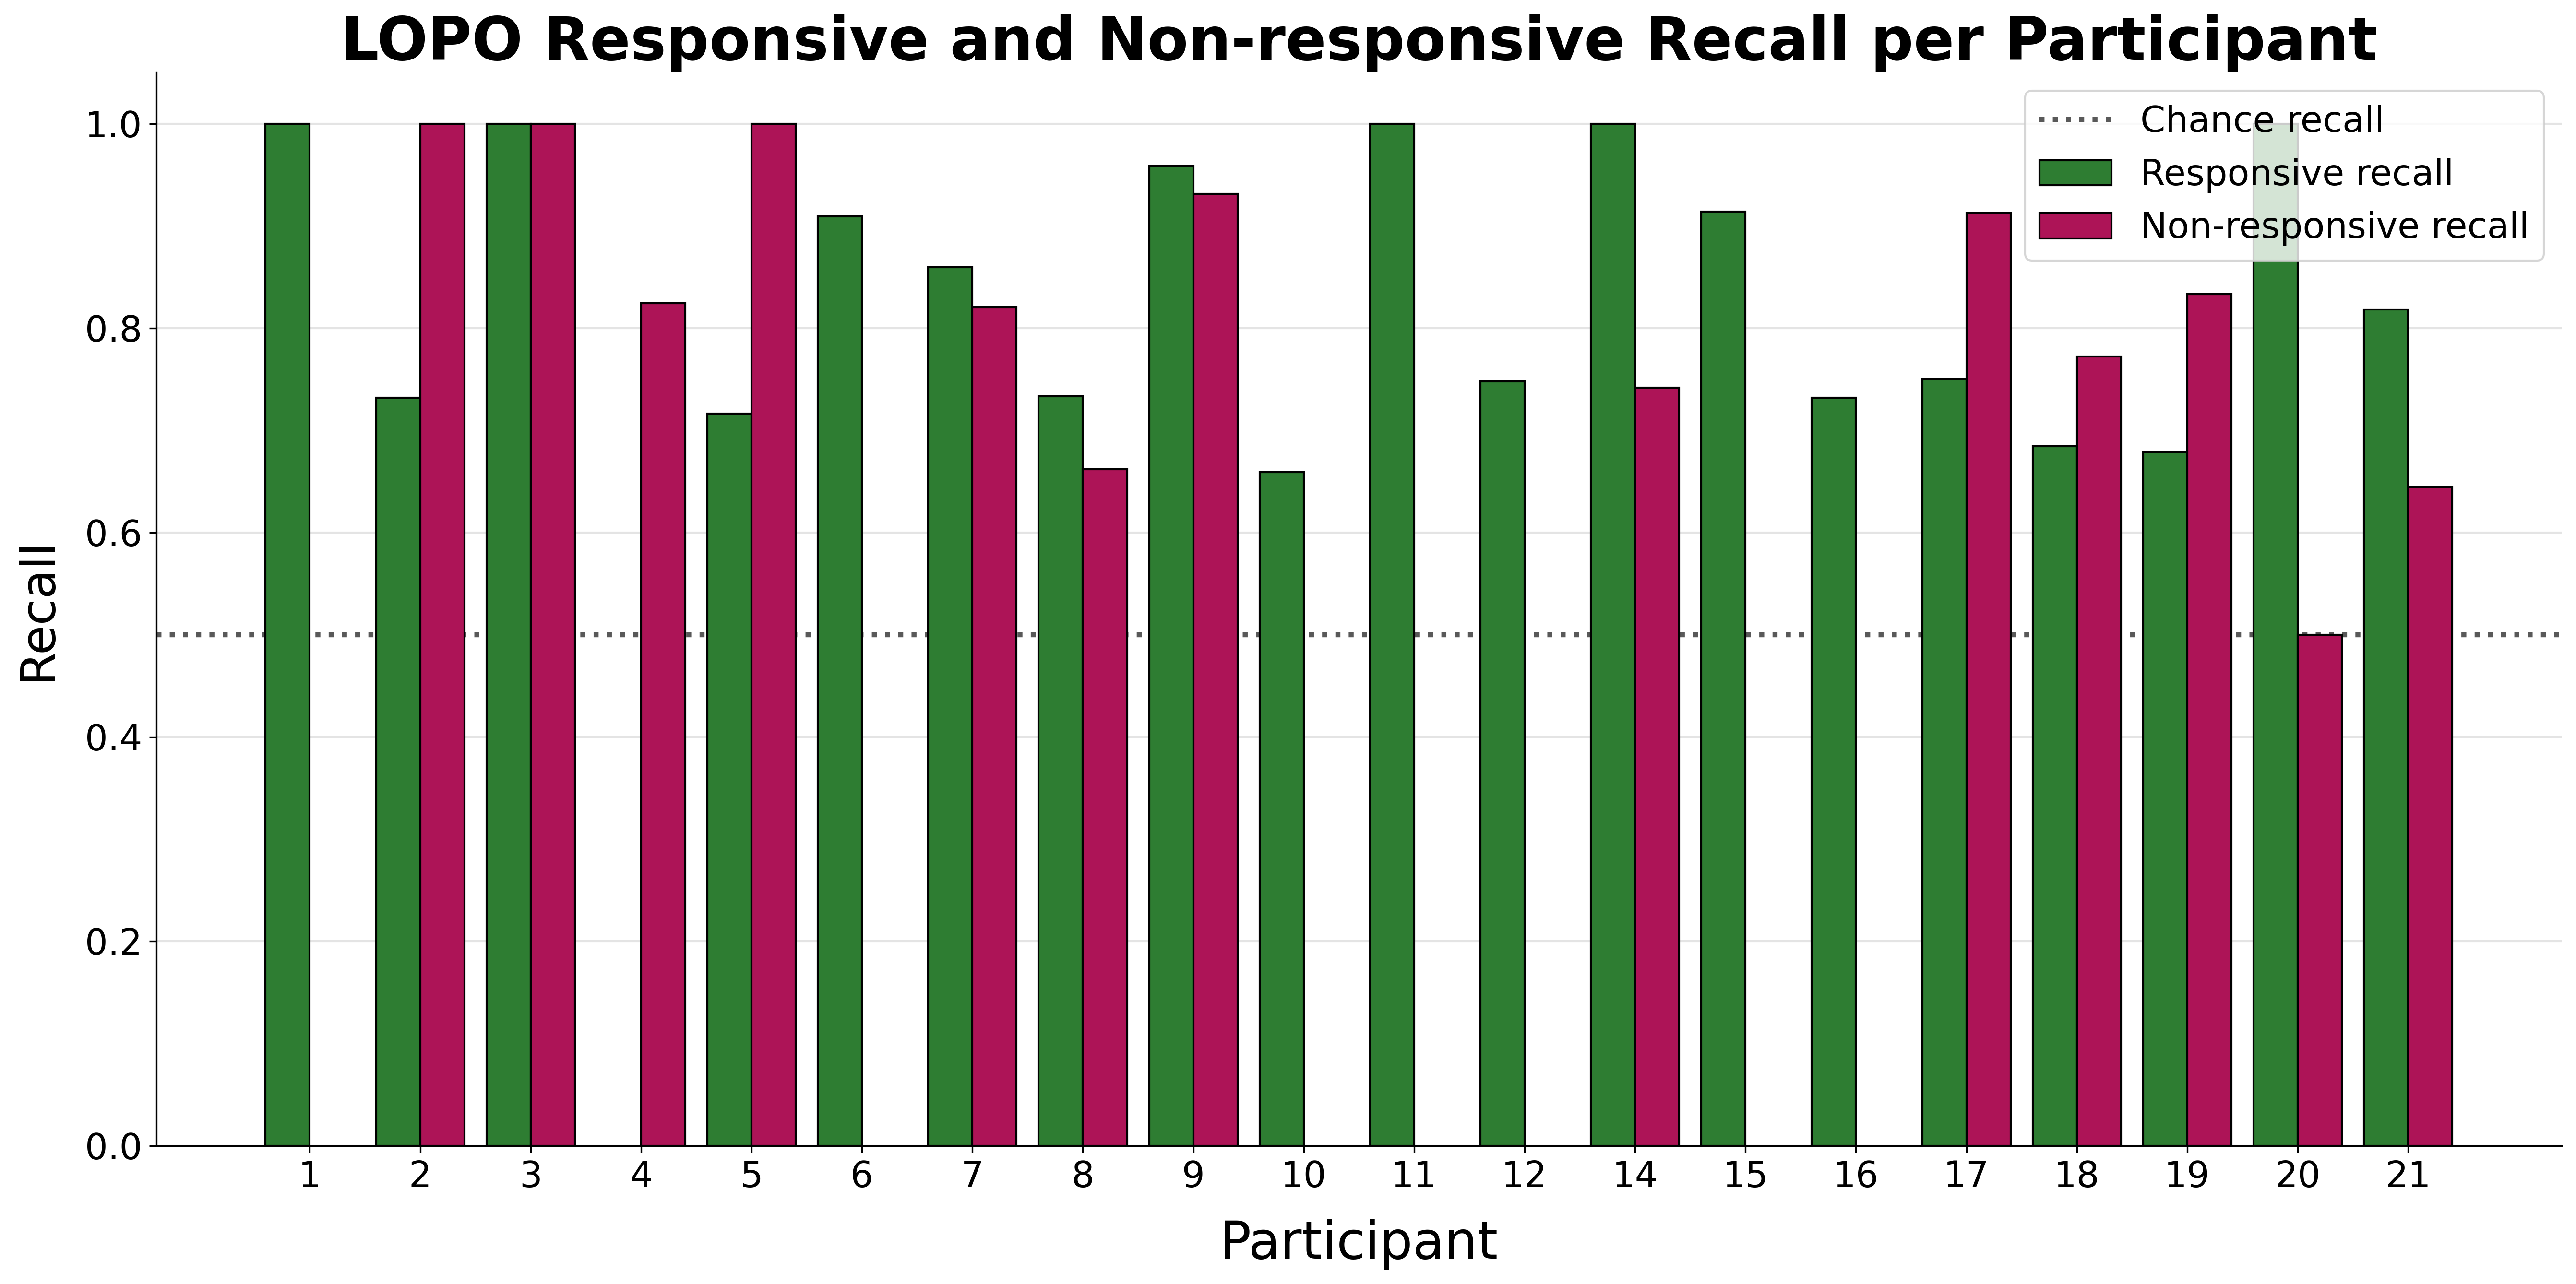 LOPO Responsive and Non-responsive Recall per Participant
Chance recall
Responsive recall
Non-responsive recall
1.0
0.8
0.6
0.4
0.2
0.0
Recall
1 2 3 4 5 6 7 8 9 10 11 12 14 15 16 17 18 19 20 21
Participant